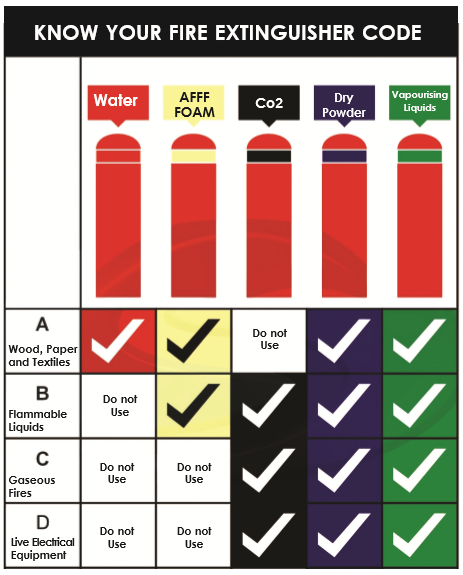 KNOW YOUR FIRE EXTINGUISHER CODE
Water
AFFF
FOAM
Co2
Dry
Powder
Vapourising
Liquids
A
Wood, Paper
and Textiles
Do not
Use
B
Flammable
Liquids
Do not
Use
C
Gaseous
Fires
Do not
Use
Do not
Use
D
Live Electrical
Equipment
Do not
Use
Do not
Use